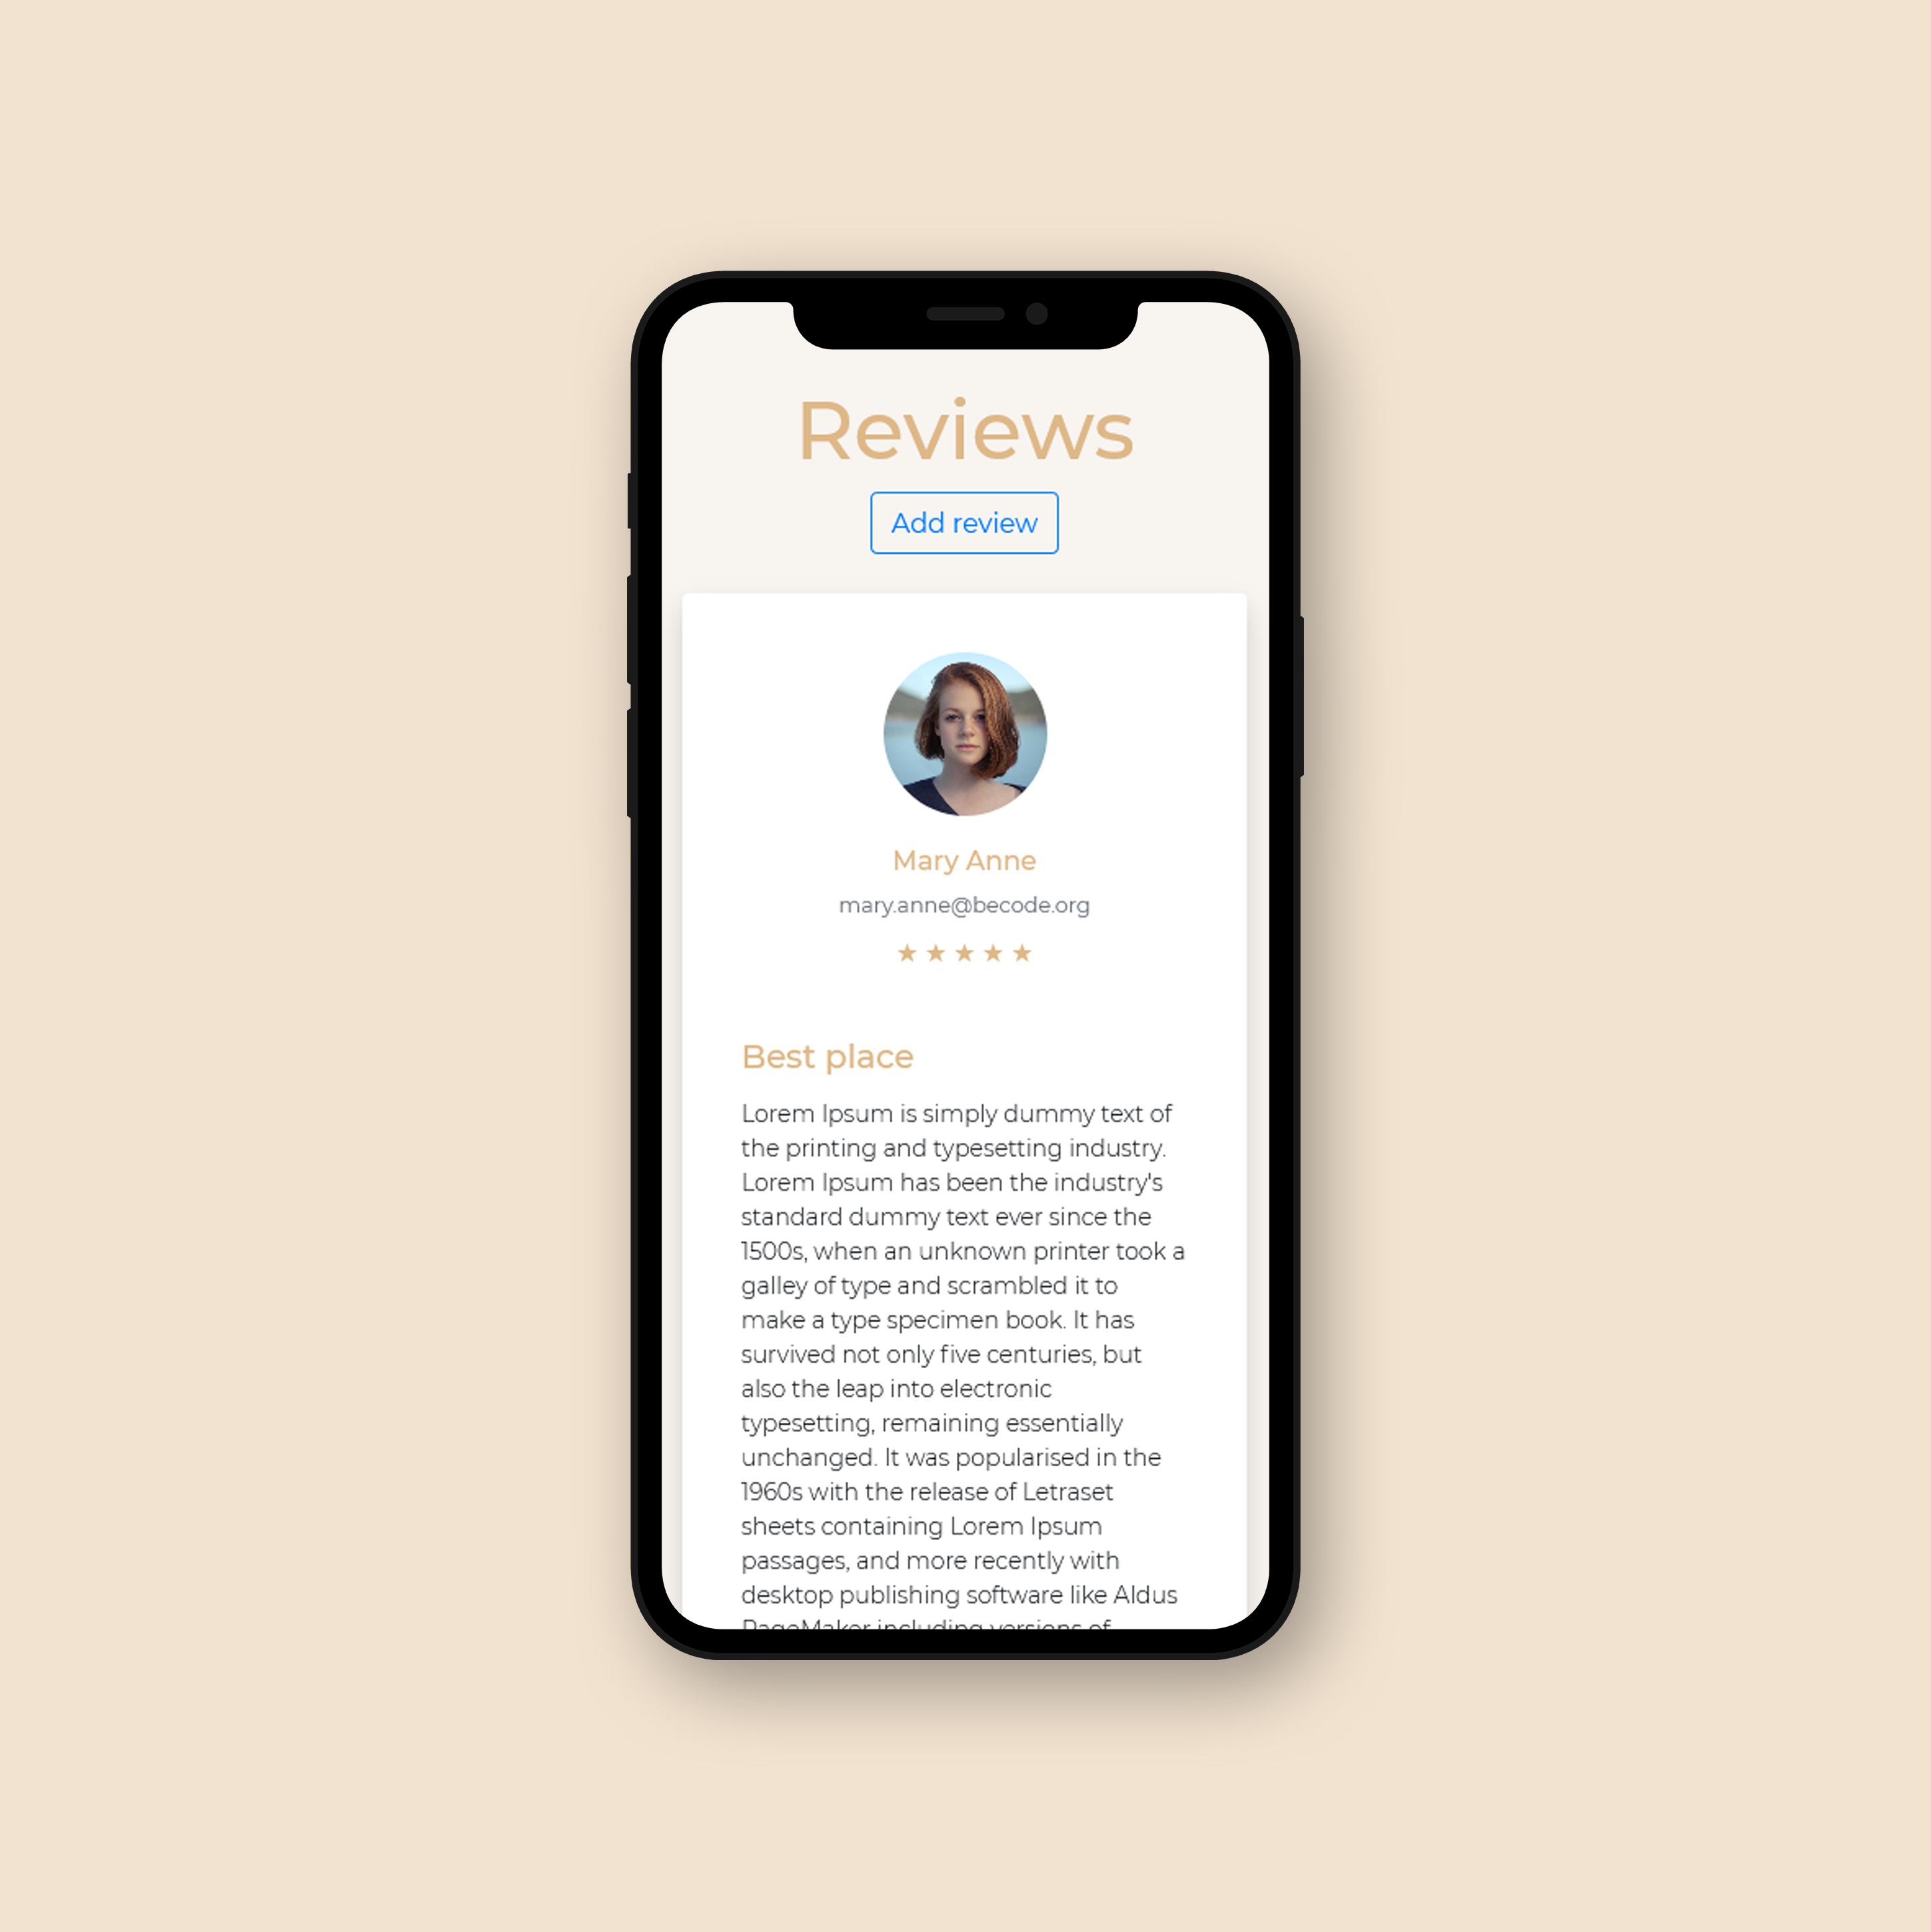 Reviews
Add review
Mary Anne
mary.anne@becode.org
★ ★ ★ ★ ★
Best place
Lorem Ipsum is simply dummy text of
the printing and typesetting industry.
Lorem Ipsum has been the industry's
standard dummy text ever since the
1500s, when an unknown printer took a
galley of type and scrambled it to
make a type specimen book. It has
survived not only five centuries, but
also the leap into electronic
typesetting, remaining essentially
unchanged. It was popularised in the
1960s with the release of Letraset
sheets containing Lorem Ipsum
passages, and more recently with
desktop publishing software like Aldus
PageMaker including versions of